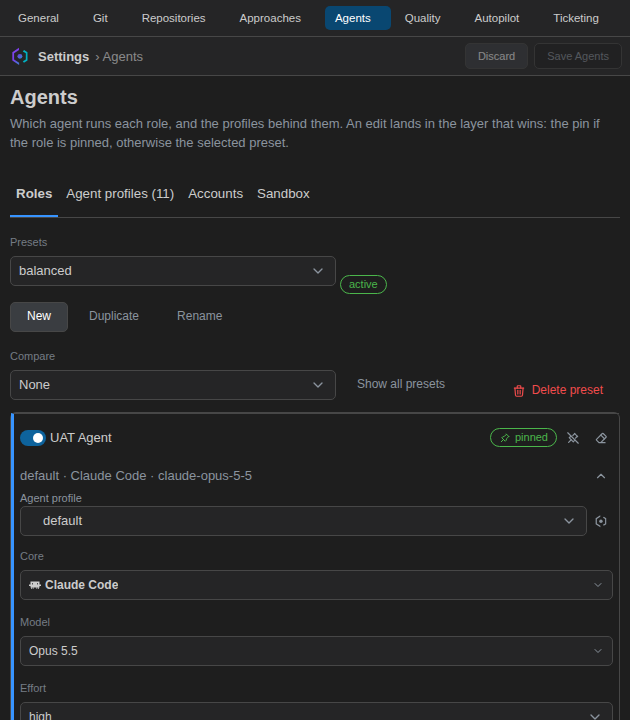 General Git Repositories Approaches Agents Quality Autopilot Ticketing
Settings › Agents Discard Save Agents
Agents
Which agent runs each role, and the profiles behind them. An edit lands in the layer that wins: the pin if
the role is pinned, otherwise the selected preset.
Roles Agent profiles (11) Accounts Sandbox
Presets
balanced
active
New Duplicate Rename
Compare
None
Show all presets
Delete preset
UAT Agent pinned
default · Claude Code · claude-opus-5-5
Agent profile
default
Core
Claude Code
Model
Opus 5.5
Effort
high